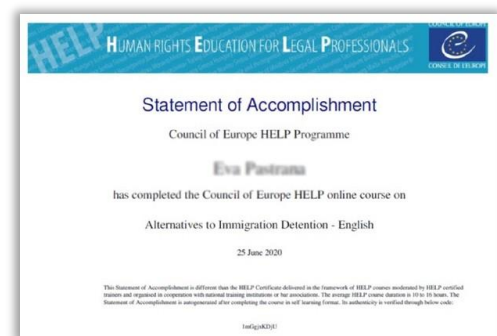 HELP
HUMAN RIGHTS EDUCATION FOR LEGAL PROFESSIONALS
COUNCIL OF EUROPE
CONSEIL DE L'EUROPE
Statement of Accomplishment
Council of Europe HELP Programme
Eva Pastrana
has completed the Council of Europe HELP online course on
Alternatives to Immigration Detention - English
25 June 2020
This Statement of Accomplishment is different than the HELP Certificate delivered in the framework of HELP courses moderated by HELP certified
trainers and organised in cooperation with national training institutions or bar associations. The average HELP course duration is 10 to 16 hours. The
Statement of Accomplishment is autogenerated after completing the course in self learning format. Its authenticity is verified through below code: